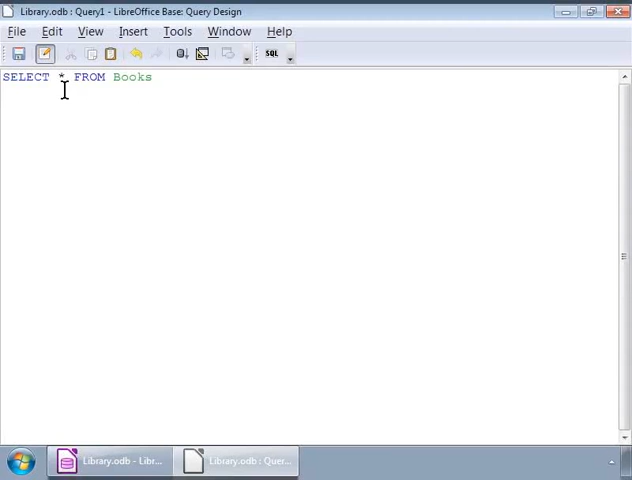 Library.odb : Query1 - LibreOffice Base: Query Design
File Edit View Insert Tools Window Help
SQL
SELECT * FROM Books
Library.odb - Libr... Library.odb : Quer...